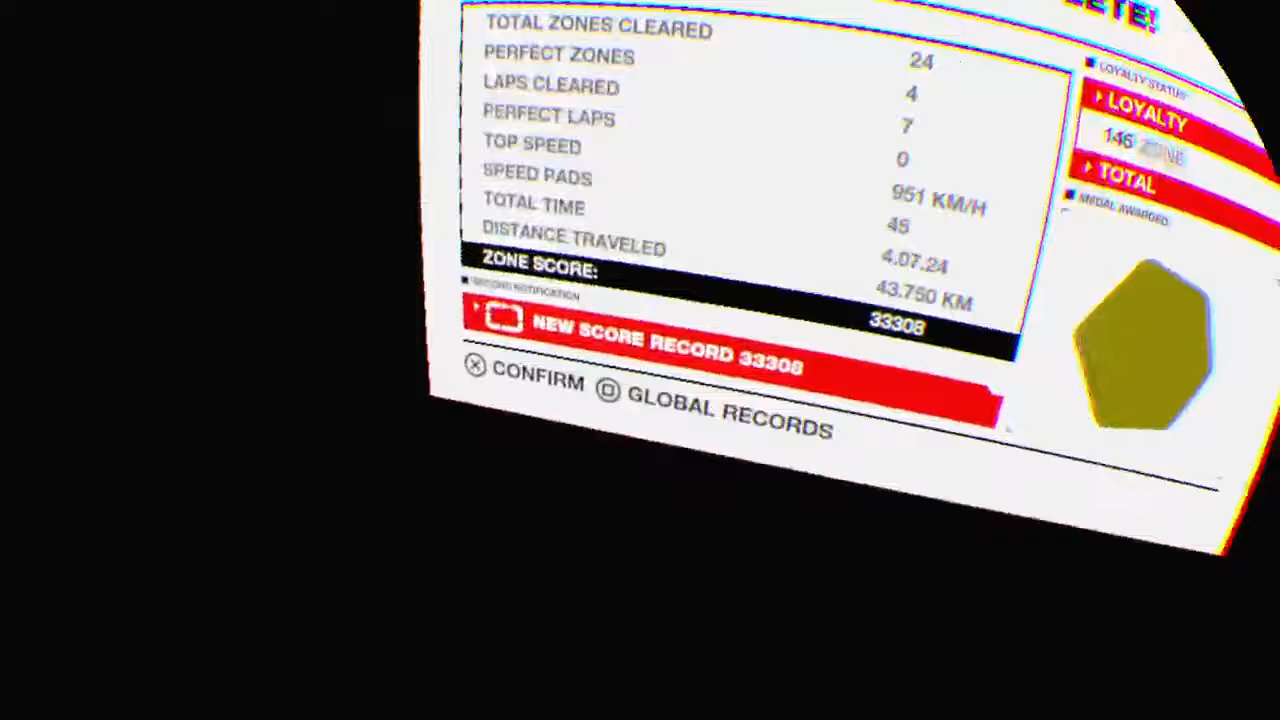 TOTAL ZONES CLEARED 24
PERFECT ZONES 4
LAPS CLEARED 7
PERFECT LAPS 0
TOP SPEED 951 KM/H
SPEED PADS 45
TOTAL TIME 4.07.24
DISTANCE TRAVELED 43.750 KM
ZONE SCORE: 33308
NEW SCORE RECORD 33308
CONFIRM GLOBAL RECORDS
LOYALTY STATUS
LOYALTY
146 ZONE
TOTAL
MEDAL AWARDED